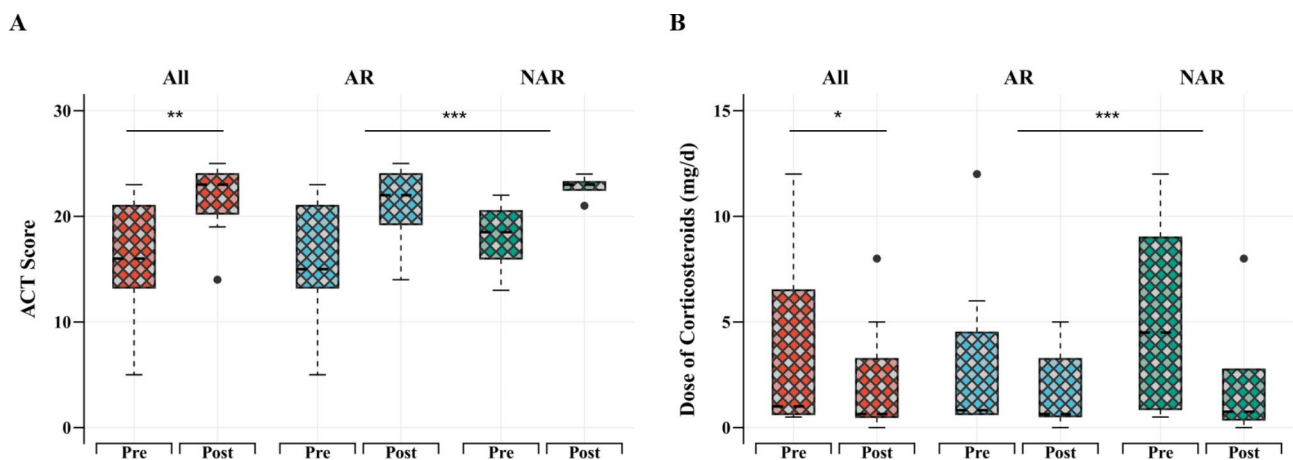 A
All AR NAR
ACT Score
30
20
10
0
**
***
Pre Post Pre Post Pre Post
B
All AR NAR
Dose of Corticosteroids (mg/d)
15
10
5
0
*
***
Pre Post Pre Post Pre Post